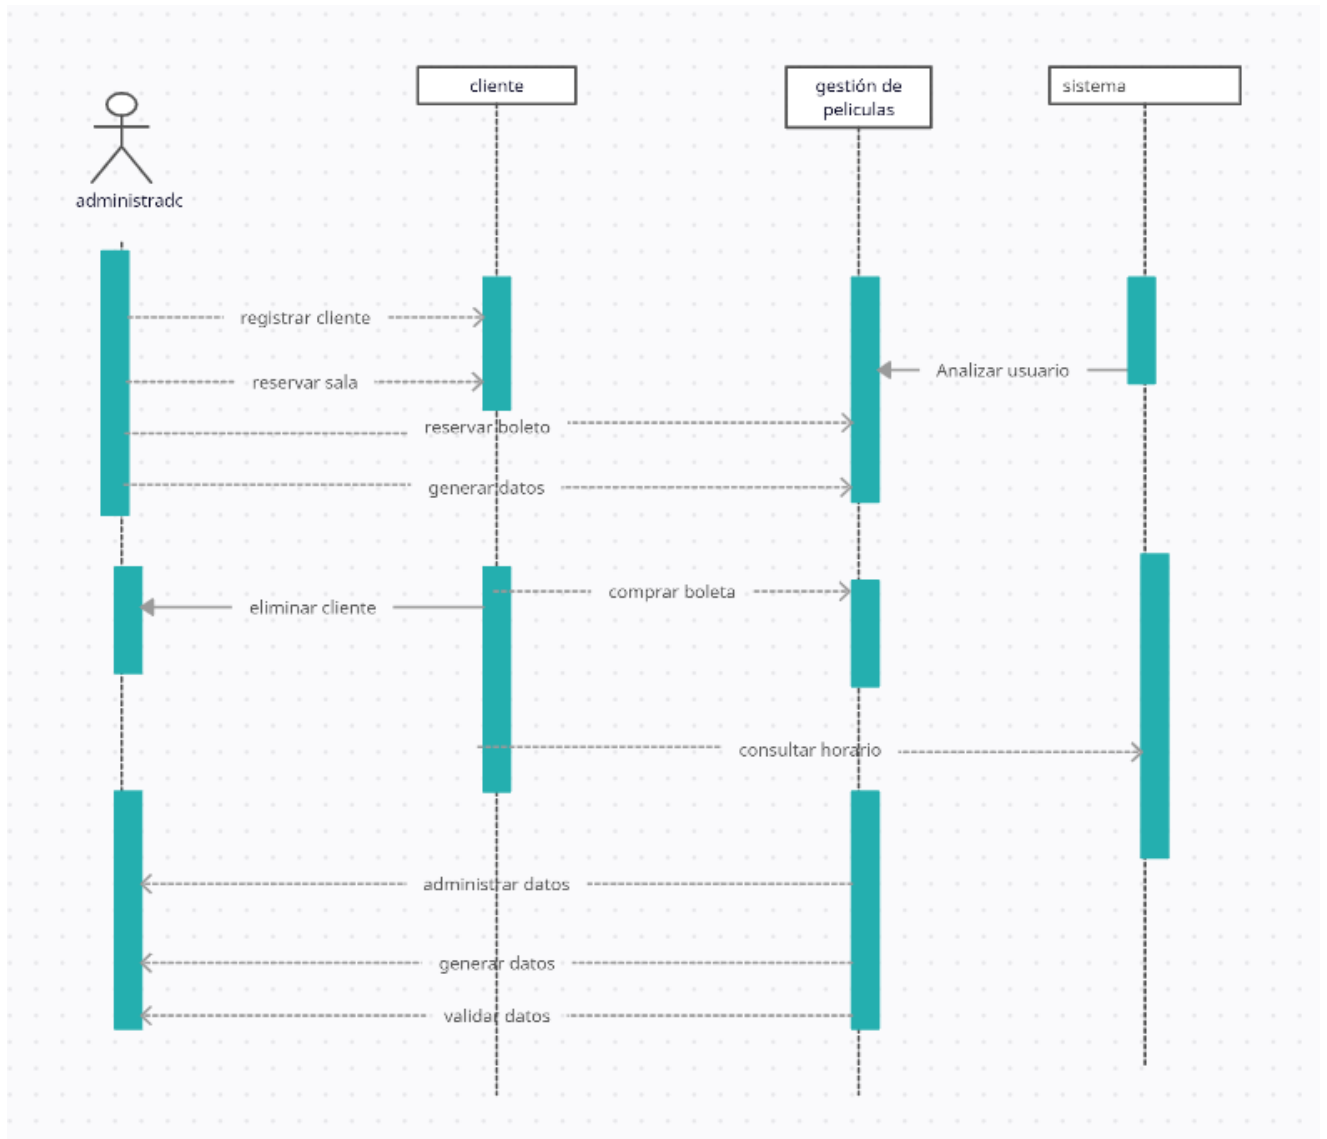 cliente
gestión de
peliculas
sistema
administradc
registrar cliente
Analizar usuario
reservar sala
reservar boleto
generar datos
comprar boleta
eliminar cliente
consultar horario
administrar datos
generar datos
validar datos